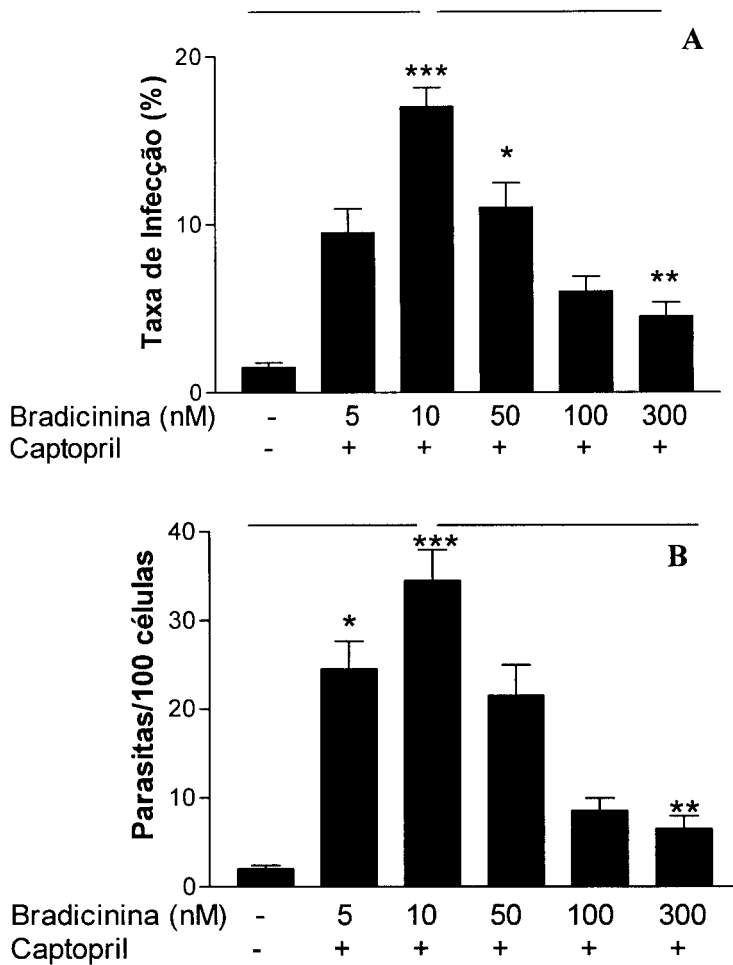 A
Taxa de Infecção (%)
20
10
0
***
*
**
Bradicinina (nM) - 5 10 50 100 300
Captopril - + + + + +
B
Parasitas/100 células
40
30
20
10
0
*
***
**
Bradicinina (nM) - 5 10 50 100 300
Captopril - + + + + +